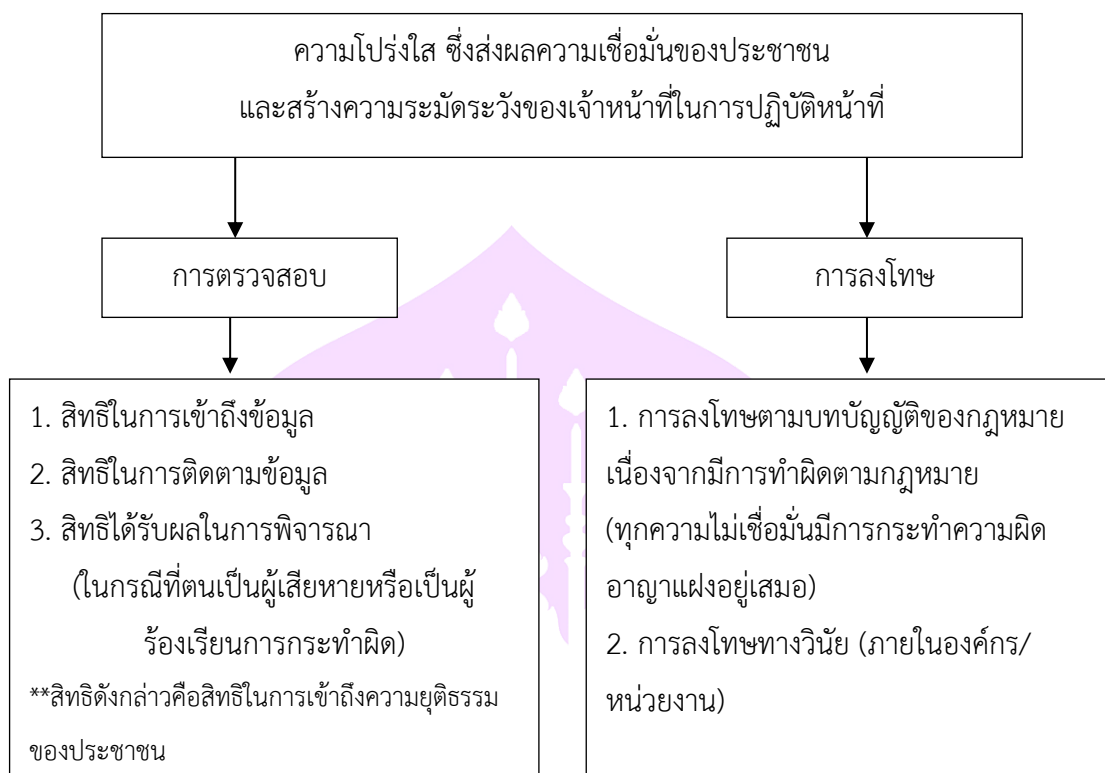 ความโปร่งใส ซึ่งส่งผลความเชื่อมั่นของประชาชน
และสร้างความระมัดระวังของเจ้าหน้าที่ในการปฏิบัติหน้าที่
การตรวจสอบ
การลงโทษ
1. สิทธิในการเข้าถึงข้อมูล
2. สิทธิในการติดตามข้อมูล
3. สิทธิได้รับผลในการพิจารณา
(ในกรณีที่ตนเป็นผู้เสียหายหรือเป็นผู้
ร้องเรียนการกระทำผิด)
**สิทธิดังกล่าวคือสิทธิในการเข้าถึงความยุติธรรม
ของประชาชน
1. การลงโทษตามบทบัญญัติของกฎหมาย
เนื่องจากมีการทำผิดตามกฎหมาย
(ทุกความไม่เชื่อมั่นมีการกระทำความผิด
อาญาแฝงอยู่เสมอ)
2. การลงโทษทางวินัย (ภายในองค์กร/
หน่วยงาน)